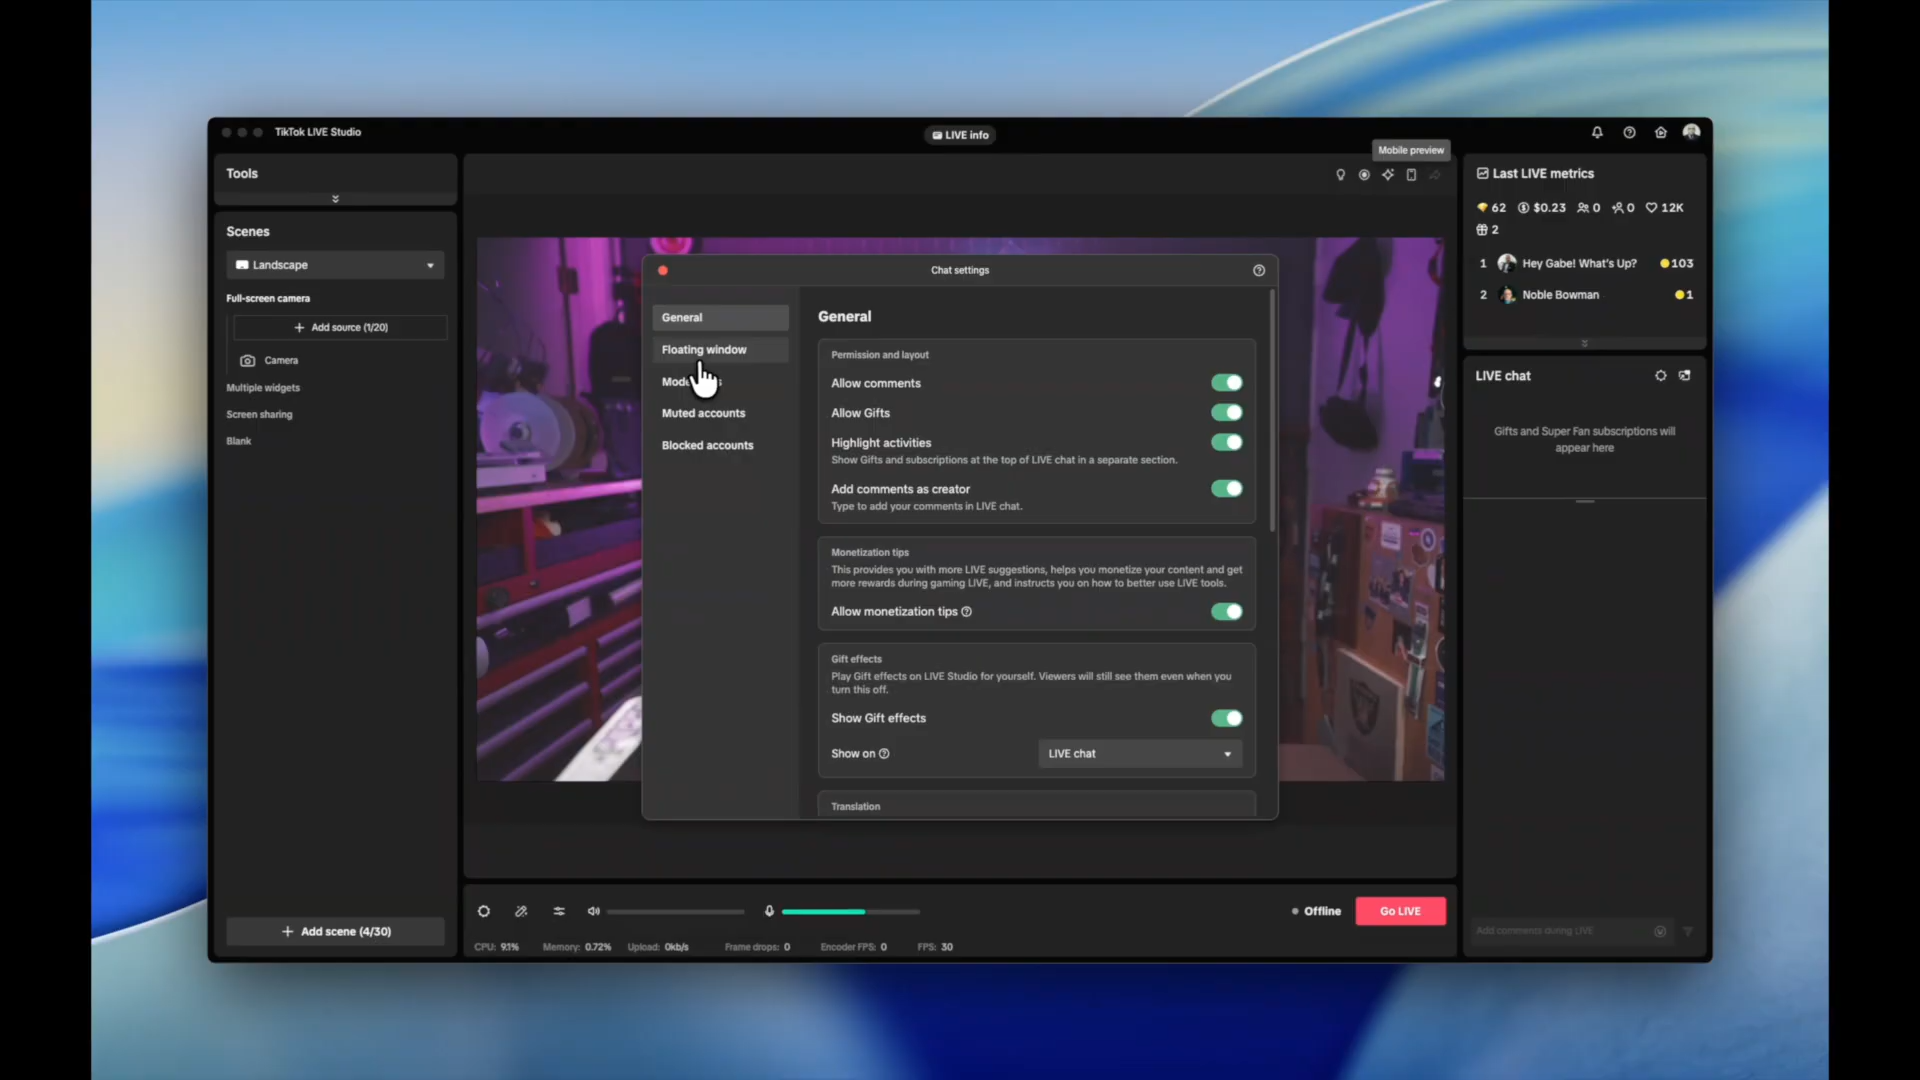 TikTok LIVE Studio
LIVE info
Mobile preview
Tools
Scenes
Landscape
Full-screen camera
+ Add source (1/20)
Camera
Multiple widgets
Screen sharing
Blank
+ Add scene (4/30)
Chat settings
General
Floating window
Muted accounts
Blocked accounts
General
Permission and layout
Allow comments
Allow Gifts
Highlight activities
Show Gifts and subscriptions at the top of LIVE chat in a separate section.
Add comments as creator
Type to add your comments in LIVE chat.
Monetization tips
This provides you with more LIVE suggestions, helps you monetize your content and get
more rewards during gaming LIVE, and instructs you on how to better use LIVE tools.
Allow monetization tips
Gift effects
Play Gift effects on LIVE Studio for yourself. Viewers will still see them even when you
turn this off.
Show Gift effects
Show on
LIVE chat
Translation
Offline
Go LIVE
CPU: 9.1% Memory: 0.72% Upload: 0kb/s Frame drops: 0 Encoder FPS: 0 FPS: 30
Last LIVE metrics
62 $0.23 0 0 12K
2
1 Hey Gabe! What's Up? 103
2 Noble Bowman 1
LIVE chat
Gifts and Super Fan subscriptions will
appear here
Add comments during LIVE